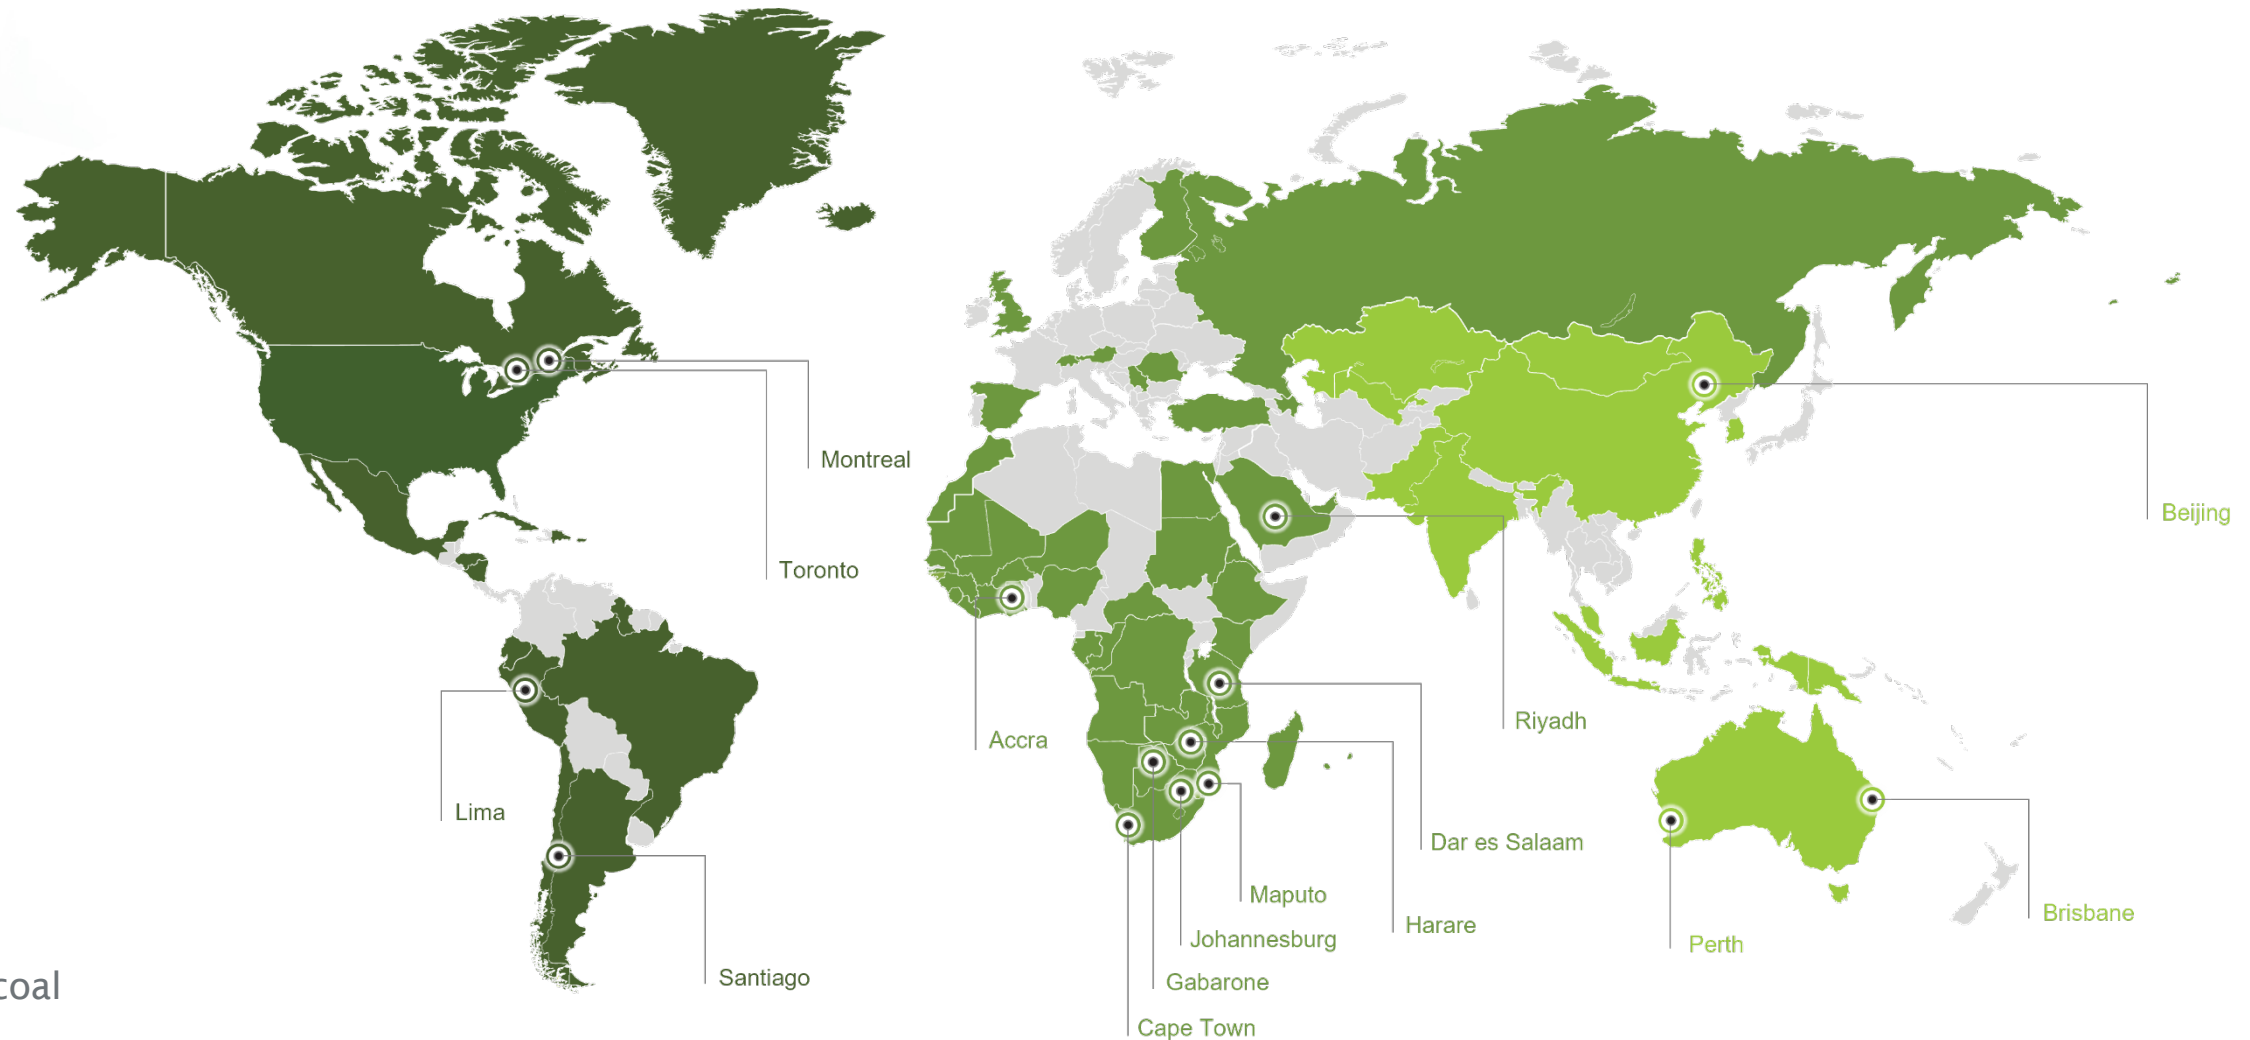 Montreal
Beijing
Toronto
Riyadh
Accra
Lima
Dar es Salaam
Maputo
Harare
Brisbane
Johannesburg
Perth
Santiago
Gabarone
coal
Cape Town